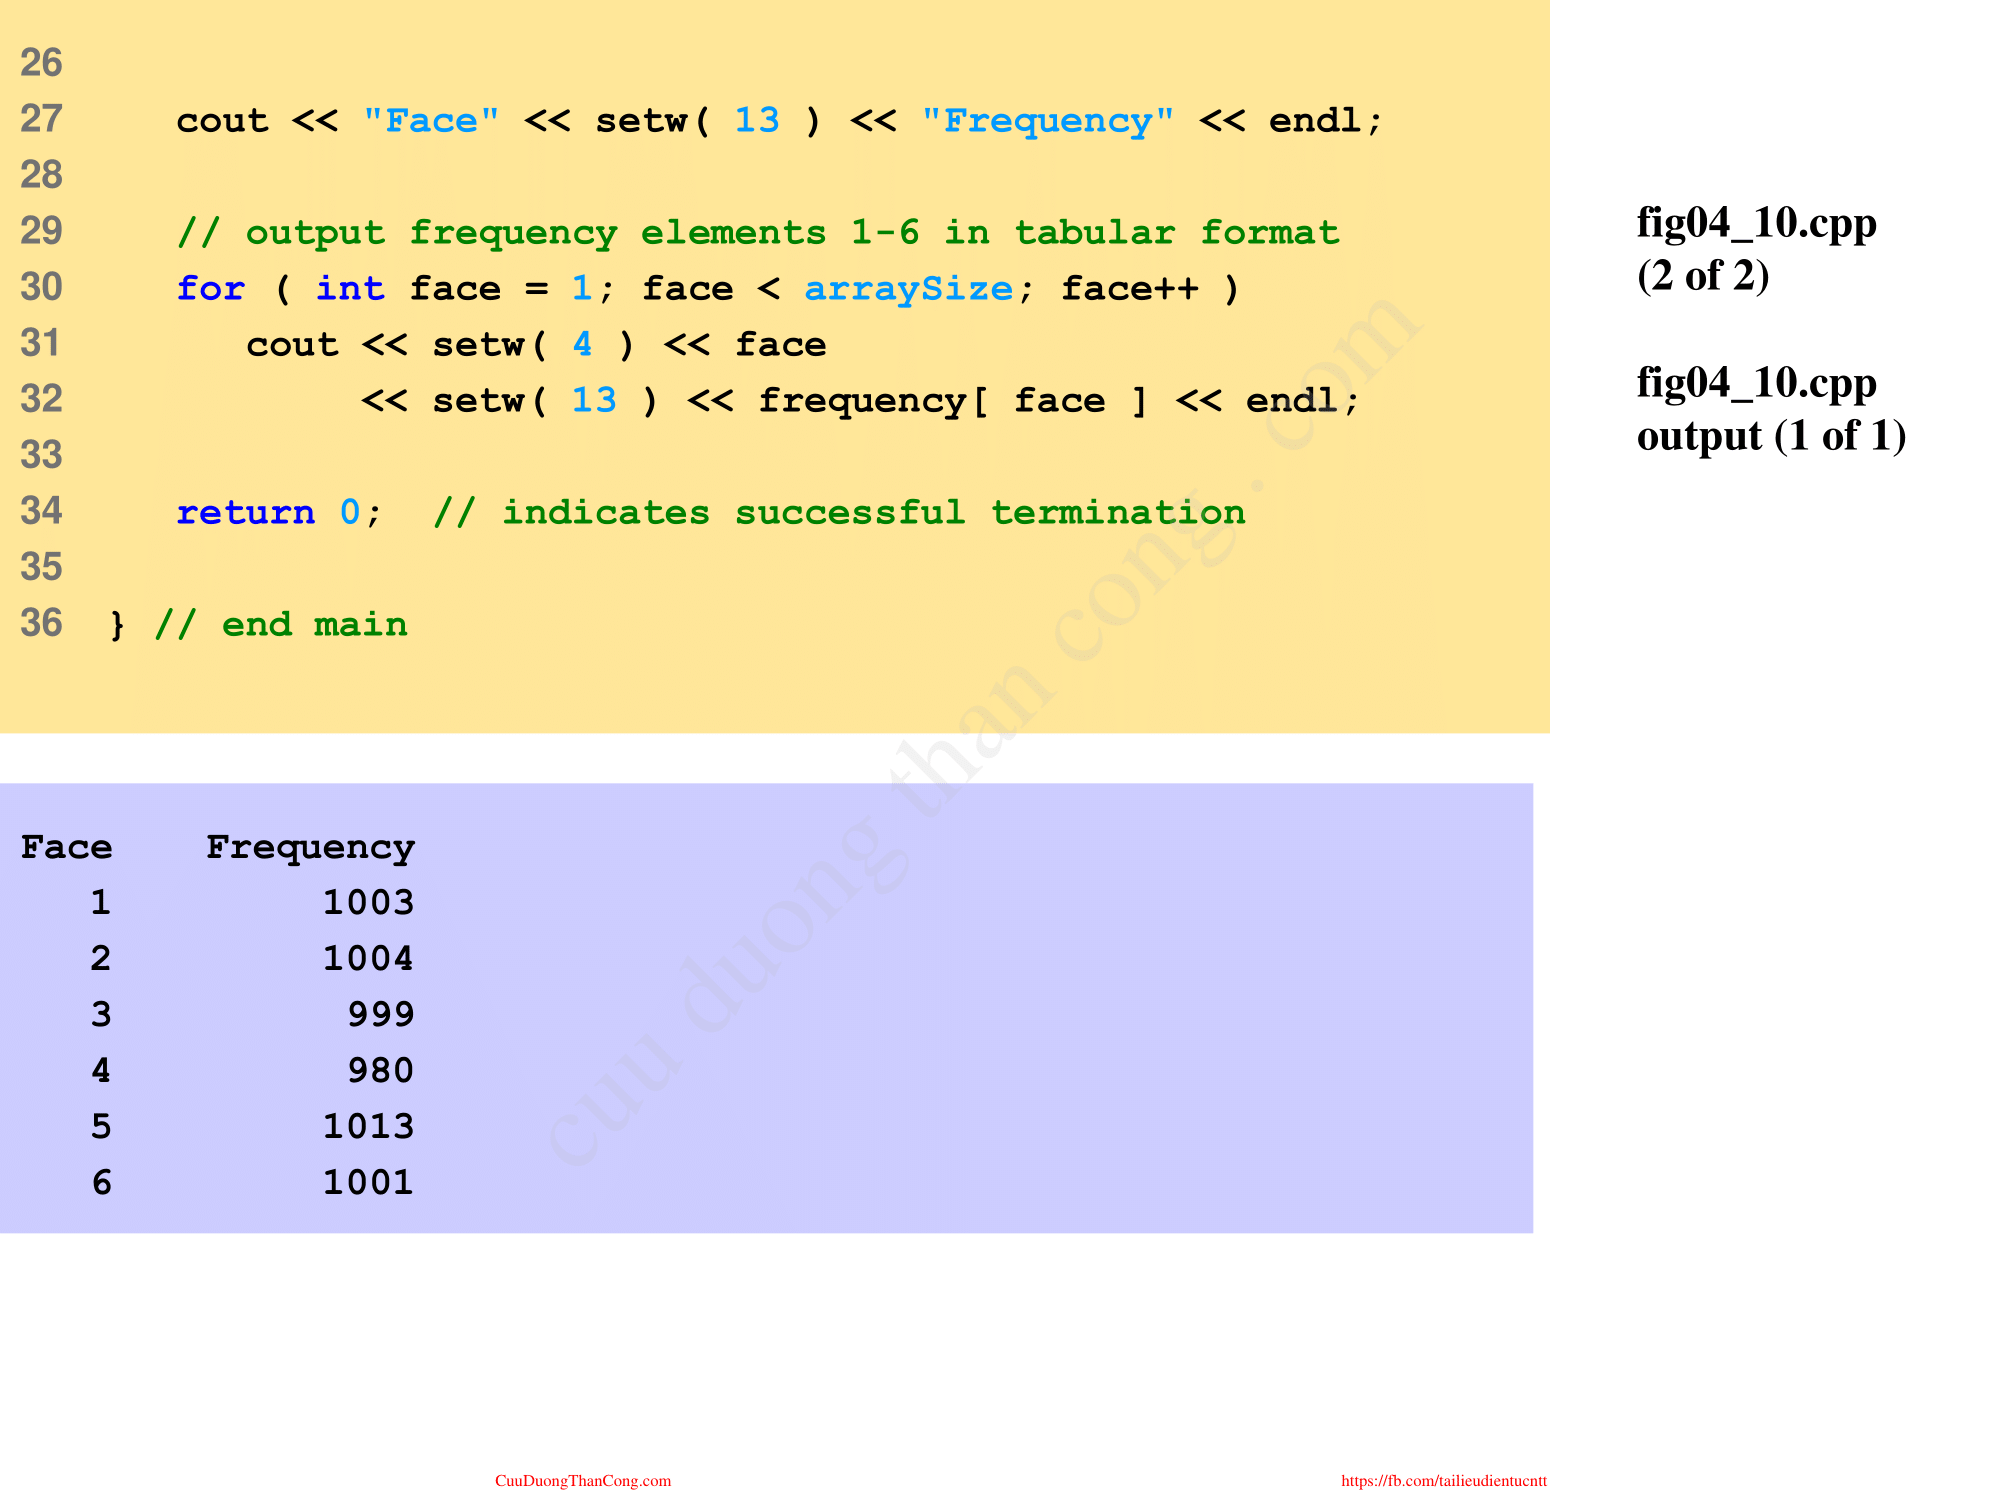 26
27 cout << "Face" << setw( 13 ) << "Frequency" << endl;
28
29 // output frequency elements 1-6 in tabular format
30 for ( int face = 1; face < arraySize; face++ )
31 cout << setw( 4 ) << face
32 << setw( 13 ) << frequency[ face ] << endl;
33
34 return 0; // indicates successful termination
35
36 } // end main
fig04_10.cpp
(2 of 2)
fig04_10.cpp
output (1 of 1)
Face Frequency
1 1003
2 1004
3 999
4 980
5 1013
6 1001
cuu duong than cong . com
CuuDuongThanCong.com
https://fb.com/tailieudientucntt